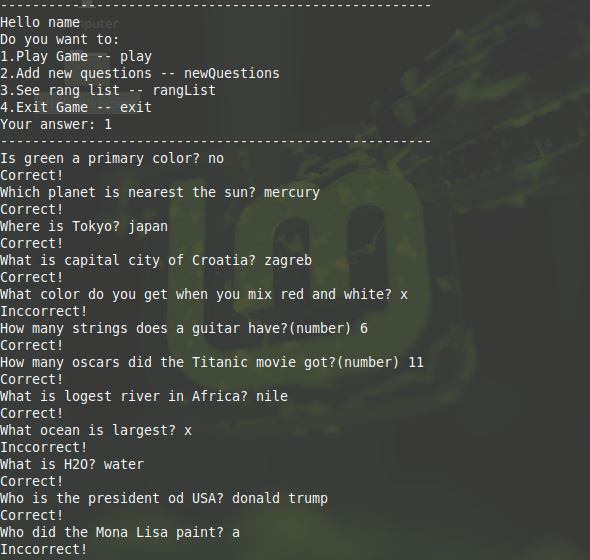 ------------------------------------------------------
Hello name
Do you want to:
1.Play Game -- play
2.Add new questions -- newQuestions
3.See rang list -- rangList
4.Exit Game -- exit
Your answer: 1
------------------------------------------------------
Is green a primary color? no
Correct!
Which planet is nearest the sun? mercury
Correct!
Where is Tokyo? japan
Correct!
What is capital city of Croatia? zagreb
Correct!
What color do you get when you mix red and white? x
Inccorrect!
How many strings does a guitar have?(number) 6
Correct!
How many oscars did the Titanic movie got?(number) 11
Correct!
What is logest river in Africa? nile
Correct!
What ocean is largest? x
Inccorrect!
What is H2O? water
Correct!
Who is the president od USA? donald trump
Correct!
Who did the Mona Lisa paint? a
Inccorrect!